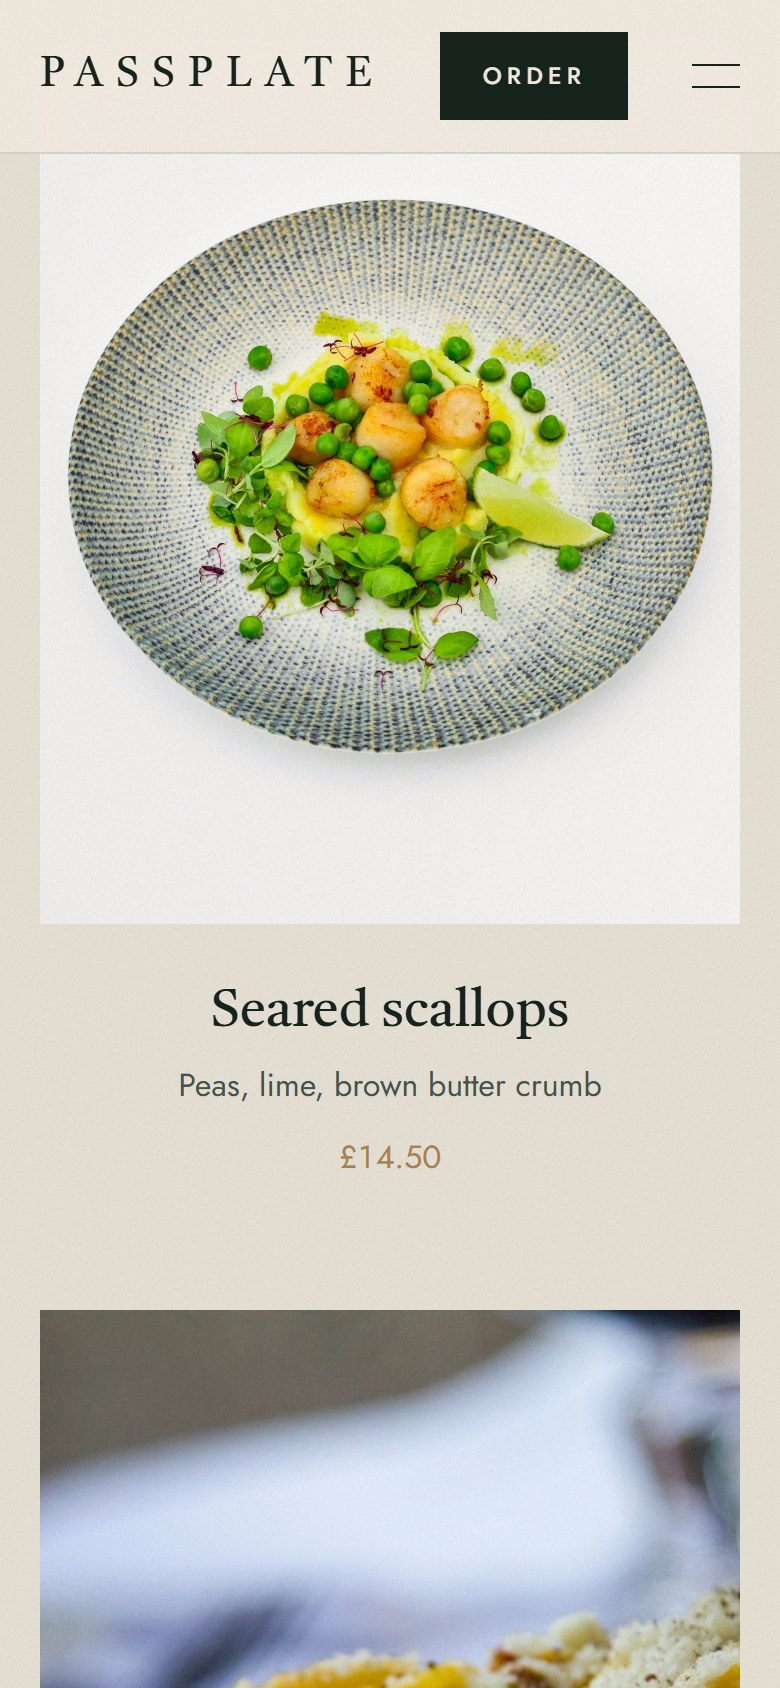 PASSPLATE
ORDER
Seared scallops
Peas, lime, brown butter crumb
£14.50